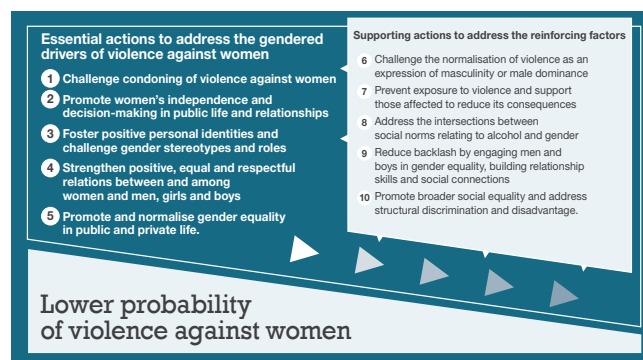 Essential actions to address the gendered
drivers of violence against women
1 Challenge condoning of violence against women
2 Promote women's independence and
decision-making in public life and relationships
3 Foster positive personal identities and
challenge gender stereotypes and roles
4 Strengthen positive, equal and respectful
relations between and among
women and men, girls and boys
5 Promote and normalise gender equality
in public and private life.
Supporting actions to address the reinforcing factors
6 Challenge the normalisation of violence as an
expression of masculinity or male dominance
7 Prevent exposure to violence and support
those affected to reduce its consequences
8 Address the intersections between
social norms relating to alcohol and gender
9 Reduce backlash by engaging men and
boys in gender equality, building relationship
skills and social connections
10 Promote broader social equality and address
structural discrimination and disadvantage.
Lower probability
of violence against women